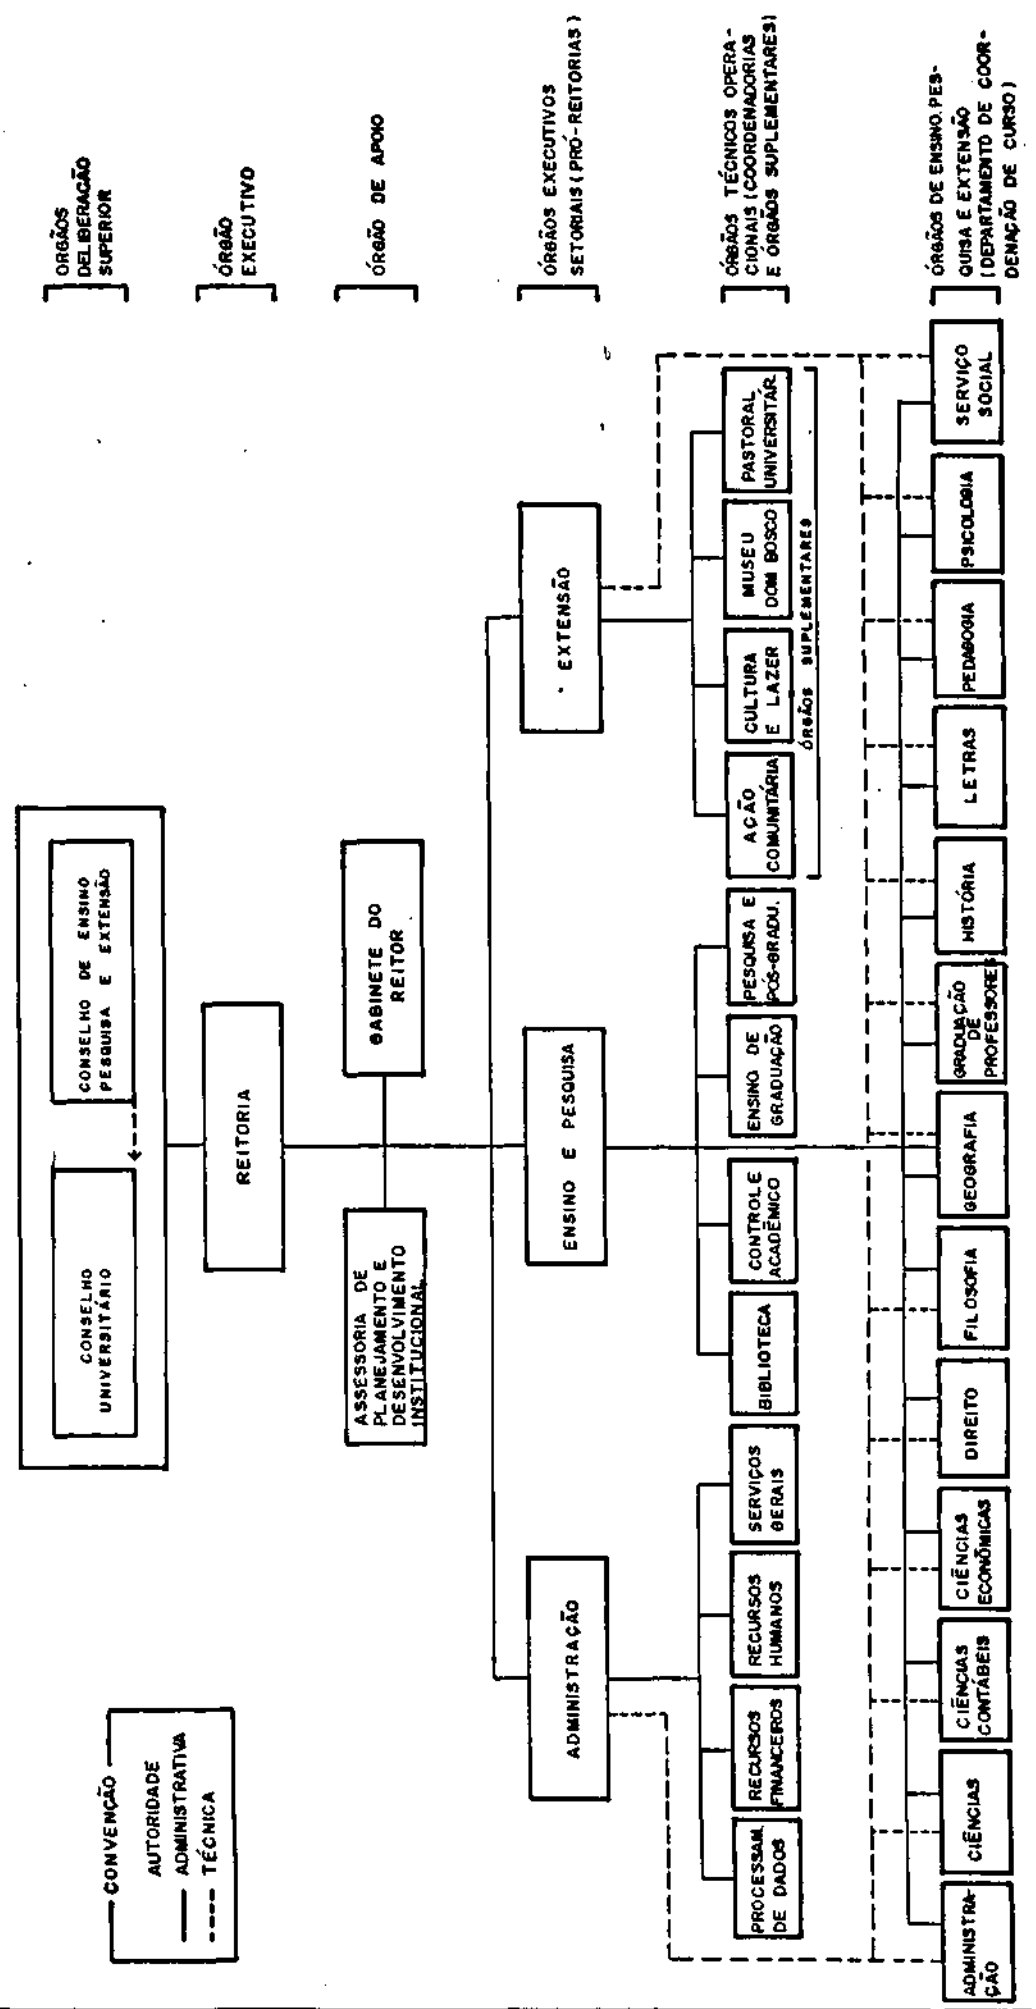 CONVENÇÃO
AUTORIDADE
ADMINISTRATIVA
TÉCNICA
CONSELHO
UNIVERSITÁRIO
CONSELHO DE ENSINO
PESQUISA E EXTENSÃO
ORGÃOS
DELIBERAÇÃO
SUPERIOR
REITORIA
ÓRGÃO
EXECUTIVO
ASSESSORIA DE
PLANEJAMENTO E
DESENVOLVIMENTO
INSTITUCIONAL
GABINETE DO
REITOR
ÓRGÃO DE APOIO
ADMINISTRAÇÃO
ENSINO E PESQUISA
EXTENSÃO
ÓRGÃOS EXECUTIVOS
SETORIAIS (PRÓ-REITORIAS)
PROCESSAM.
DE DADOS
RECURSOS
FINANCEIROS
RECURSOS
HUMANOS
SERVIÇOS
GERAIS
BIBLIOTECA
CONTROLE
ACADÊMICO
ENSINO DE
GRADUAÇÃO
PESQUISA E
PÓS-GRADU.
AÇÃO
COMUNITÁRIA
CULTURA
E LAZER
MUSEU
DOM BOSCO
PASTORAL
UNIVERSITÁR.
ÓRGÃOS SUPLEMENTARES
ÓRGÃOS TÉCNICOS OPERA-
CIONAIS (COORDENADORIAS
E ÓRGÃOS SUPLEMENTARES)
ADMINISTRA-
ÇÃO
CIÊNCIAS
CIÊNCIAS
CONTÁBEIS
CIÊNCIAS
ECONÔMICAS
DIREITO
FILOSOFIA
GEOGRAFIA
GRADUAÇÃO
DE
PROFESSORES
HISTÓRIA
LETRAS
PEDAGOGIA
PSICOLOGIA
SERVIÇO
SOCIAL
ÓRGÃOS DE ENSINO, PES-
QUISA E EXTENSÃO
(DEPARTAMENTO DE COOR-
DENAÇÃO DE CURSO)